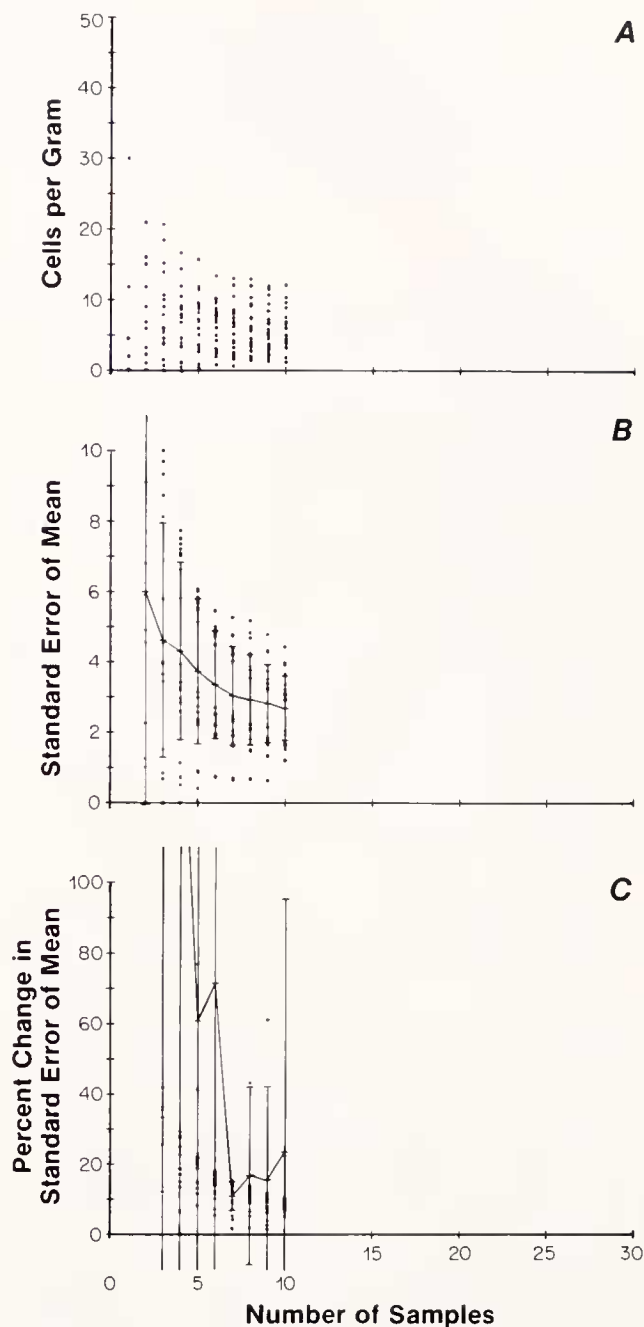 A
50
40
30
20
10
0
Cells per Gram
B
10
8
6
4
2
0
Standard Error of Mean
C
100
80
60
40
20
0
Percent Change in
Standard Error of Mean
0 5 10 15 20 25 30
Number of Samples